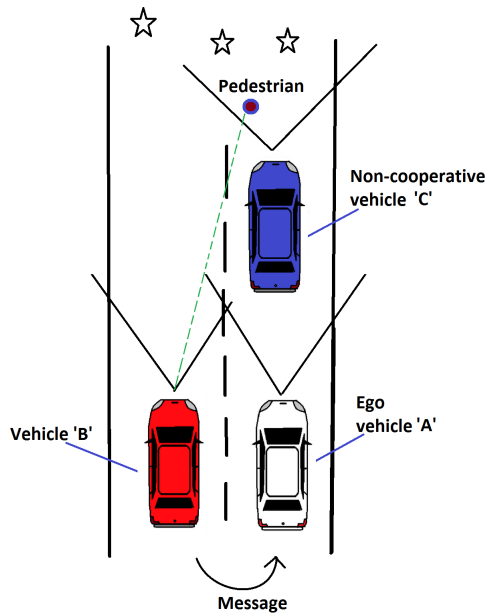 Pedestrian
Non-cooperative
vehicle 'C'
Ego
vehicle 'A'
Vehicle 'B'
Message